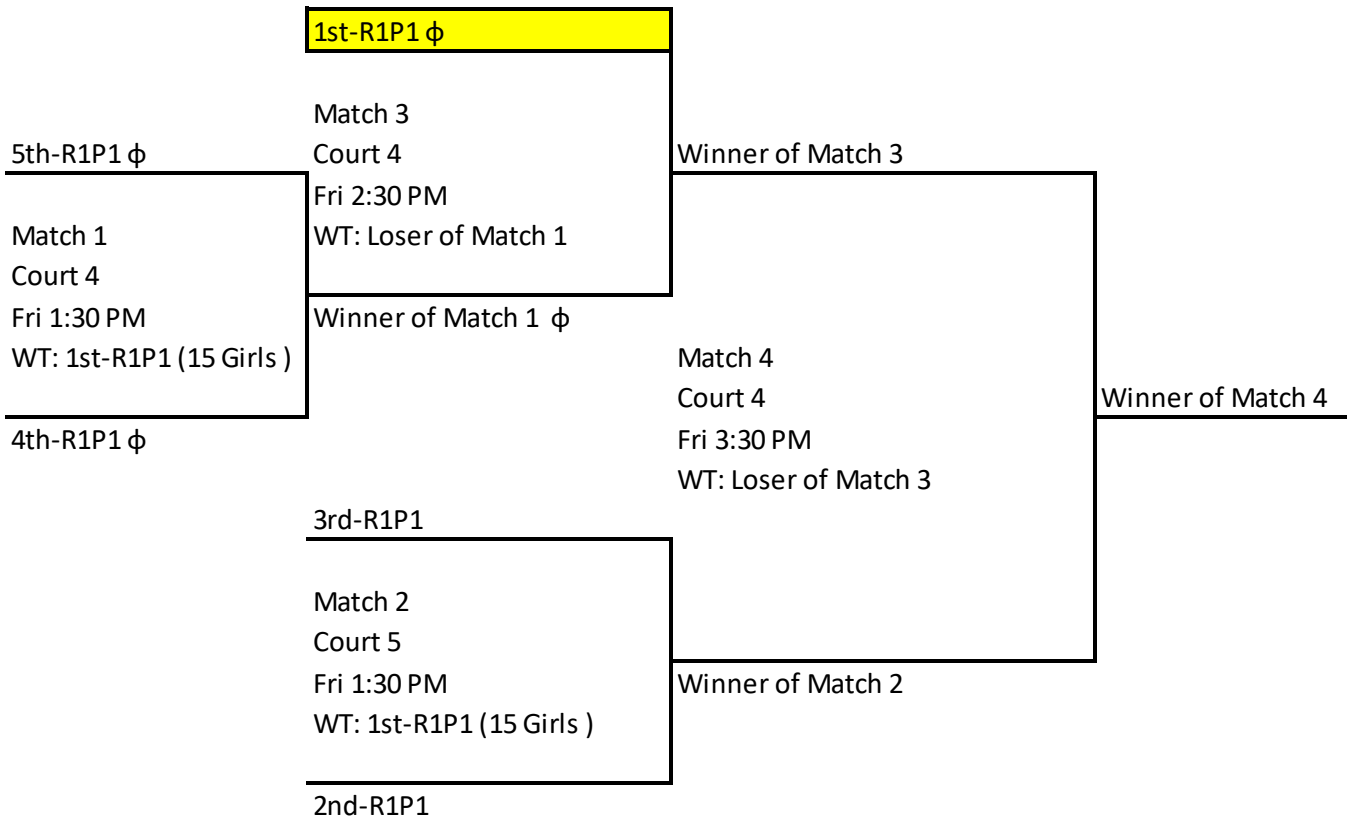 1st-R1P1 ф
Match 3
Court 4
Fri 2:30 PM
WT: Loser of Match 1
5th-R1P1 ф
Match 1
Court 4
Fri 1:30 PM
WT: 1st-R1P1 (15 Girls )
4th-R1P1 ф
Winner of Match 1 ф
Winner of Match 3
3rd-R1P1
Match 2
Court 5
Fri 1:30 PM
WT: 1st-R1P1 (15 Girls )
2nd-R1P1
Winner of Match 2
Match 4
Court 4
Fri 3:30 PM
WT: Loser of Match 3
Winner of Match 4